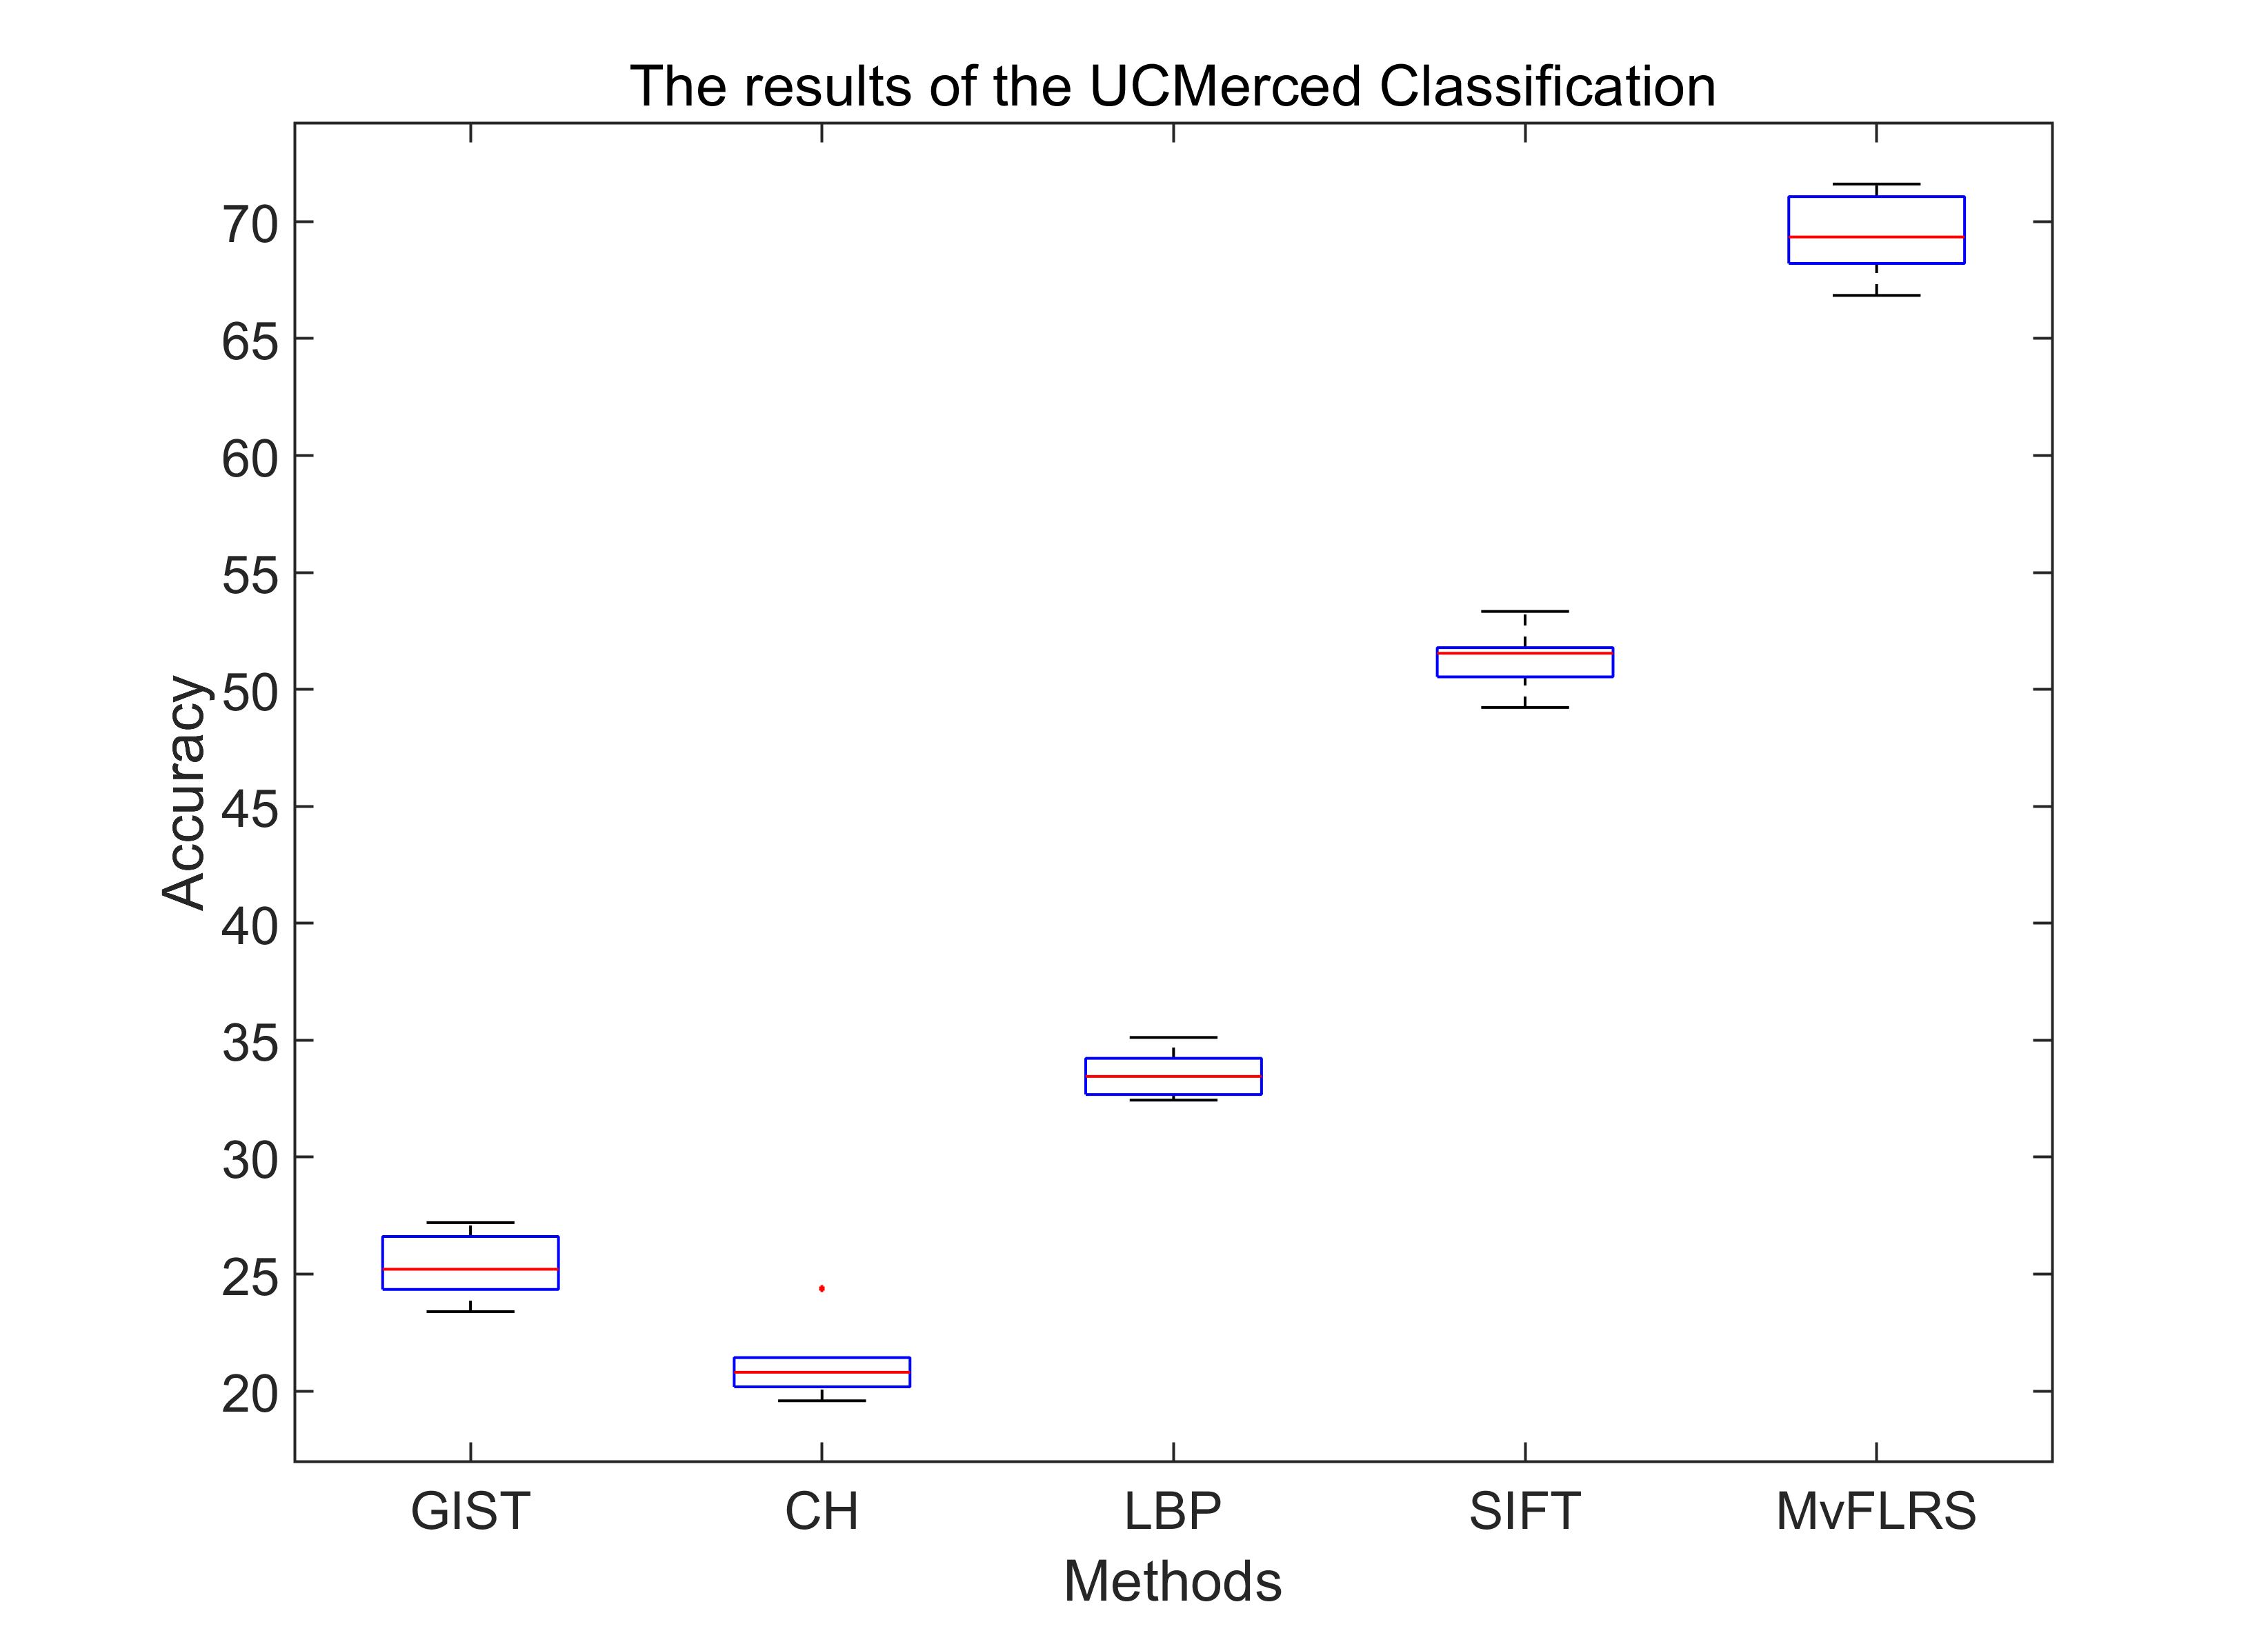 The results of the UCMerced Classification
70
65
60
55
50
45
40
35
30
25
20
Accuracy
GIST CH LBP SIFT MvFLRS
Methods